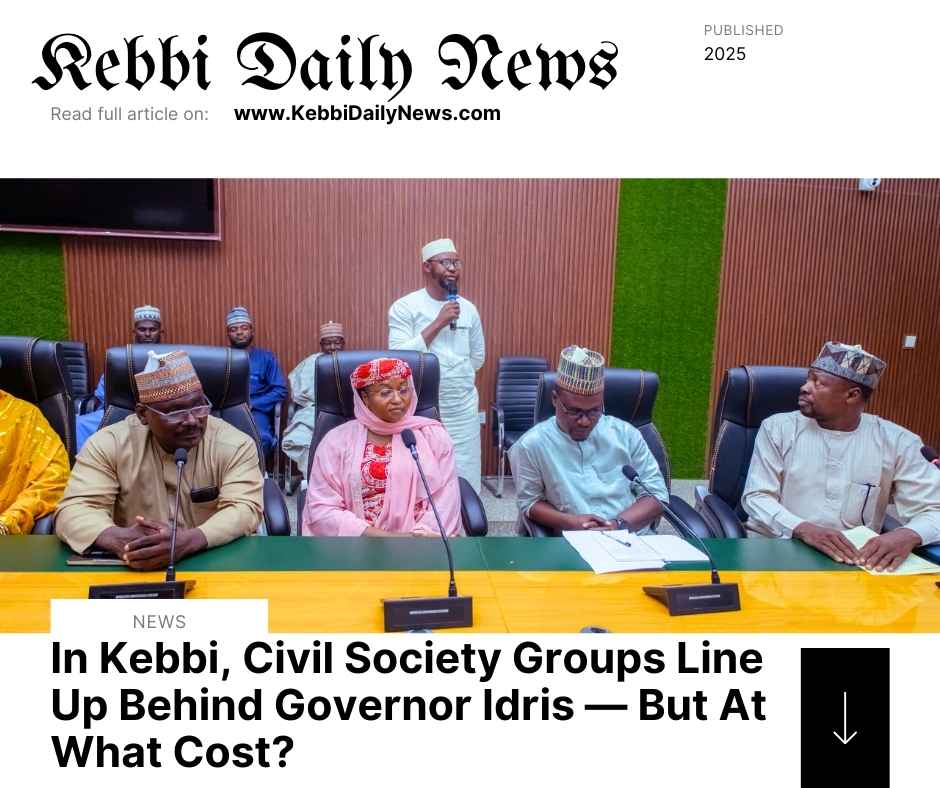 Kebbi Daily News
PUBLISHED
2025
Read full article on: www.KebbiDailyNews.com
NEWS
In Kebbi, Civil Society Groups Line
Up Behind Governor Idris — But At
What Cost?